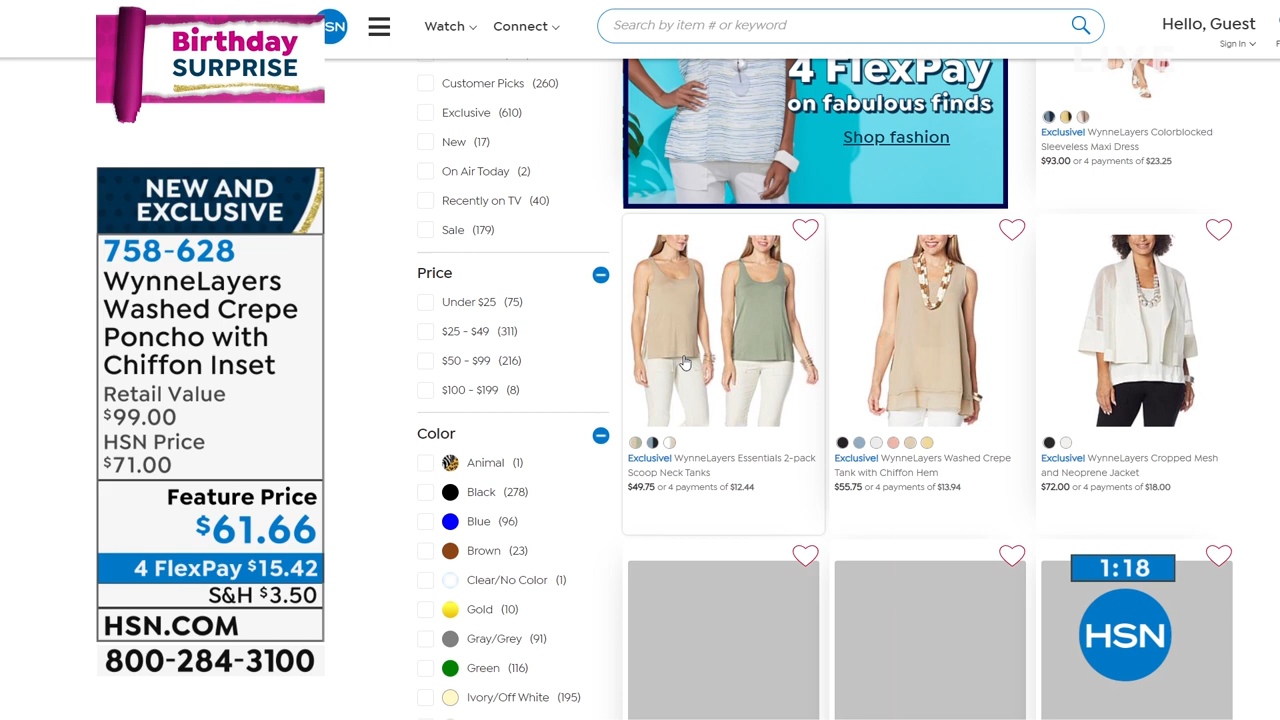 Birthday
SURPRISE
SN
Watch
Connect
Search by item # or keyword
Hello, Guest
Sign In
LIVE
NEW AND
EXCLUSIVE
758-628
WynneLayers
Washed Crepe
Poncho with
Chiffon Inset
Retail Value
$99.00
HSN Price
$71.00
Feature Price
$61.66
4 FlexPay $15.42
S&H $3.50
HSN.COM
800-284-3100
Customer Picks (260)
Exclusive (610)
New (17)
On Air Today (2)
Recently on TV (40)
Sale (179)
Price
Under $25 (75)
$25 - $49 (311)
$50 - $99 (216)
$100 - $199 (8)
Color
Animal (1)
Black (278)
Blue (96)
Brown (23)
Clear/No Color (1)
Gold (10)
Gray/Grey (91)
Green (116)
Ivory/Off White (195)
4 FlexPay
on fabulous finds
Shop fashion
Exclusive! WynneLayers Colorblocked
Sleeveless Maxi Dress
$93.00 or 4 payments of $23.25
Exclusive! WynneLayers Essentials 2-pack
Scoop Neck Tanks
$49.75 or 4 payments of $12.44
Exclusive! WynneLayers Washed Crepe
Tank with Chiffon Hem
$55.75 or 4 payments of $13.94
Exclusive! WynneLayers Cropped Mesh
and Neoprene Jacket
$72.00 or 4 payments of $18.00
1:18
HSN